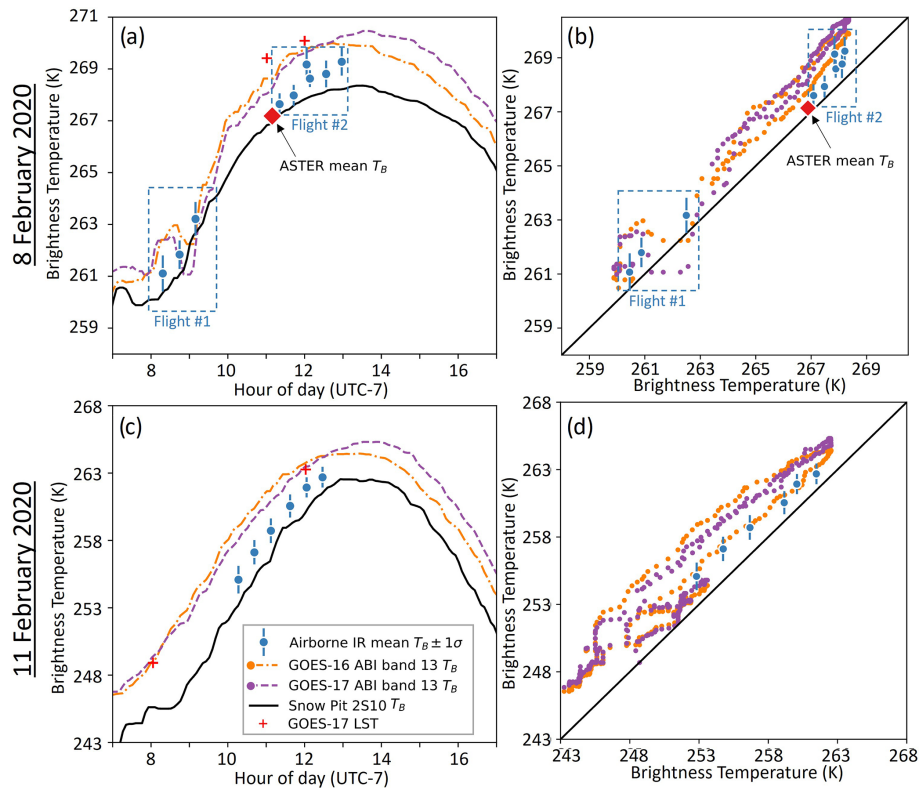 8 February 2020
(a)
Brightness Temperature (K)
271
269
267
265
263
261
259
Flight #2
ASTER mean T_B
Flight #1
8
10
12
14
16
Hour of day (UTC-7)
(b)
Brightness Temperature (K)
269
267
265
263
261
259
Flight #2
ASTER mean T_B
Flight #1
259
261
263
265
267
269
Brightness Temperature (K)
11 February 2020
(c)
Brightness Temperature (K)
268
263
258
253
248
243
Airborne IR mean T_B ± 1σ
GOES-16 ABI band 13 T_B
GOES-17 ABI band 13 T_B
Snow Pit 2S10 T_B
GOES-17 LST
8
10
12
14
16
Hour of day (UTC-7)
(d)
Brightness Temperature (K)
268
263
258
253
248
243
243
248
253
258
263
268
Brightness Temperature (K)